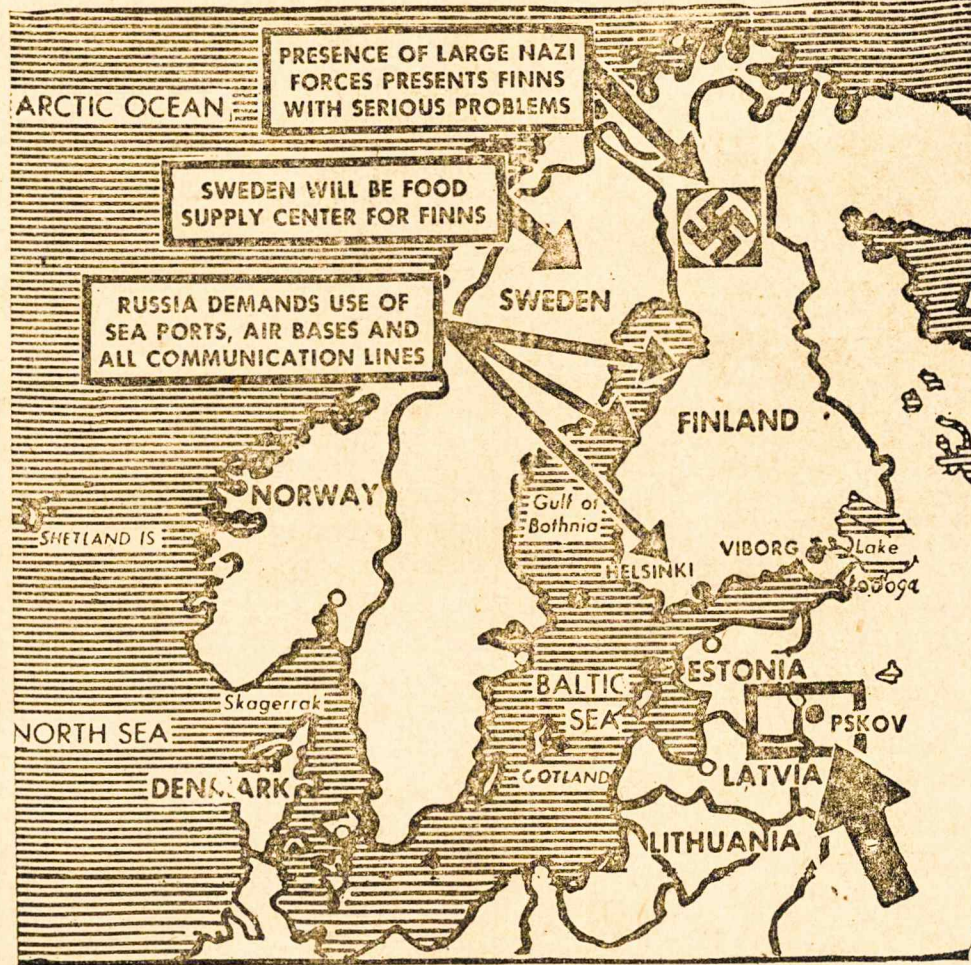 PRESENCE OF LARGE NAZI
FORCES PRESENTS FINNS
WITH SERIOUS PROBLEMS
ARCTIC OCEAN
SWEDEN WILL BE FOOD
SUPPLY CENTER FOR FINNS
RUSSIA DEMANDS USE OF
SEA PORTS, AIR BASES AND
ALL COMMUNICATION LINES
SWEDEN
FINLAND
NORWAY
Gulf of
Bothnia
SHETLAND IS
VIBORG
Lake
Ladoga
HELSINKI
ESTONIA
BALTIC
SEA
Skagerrak
NORTH SEA
PSKOV
GOTLAND
LATVIA
DENMARK
LITHUANIA